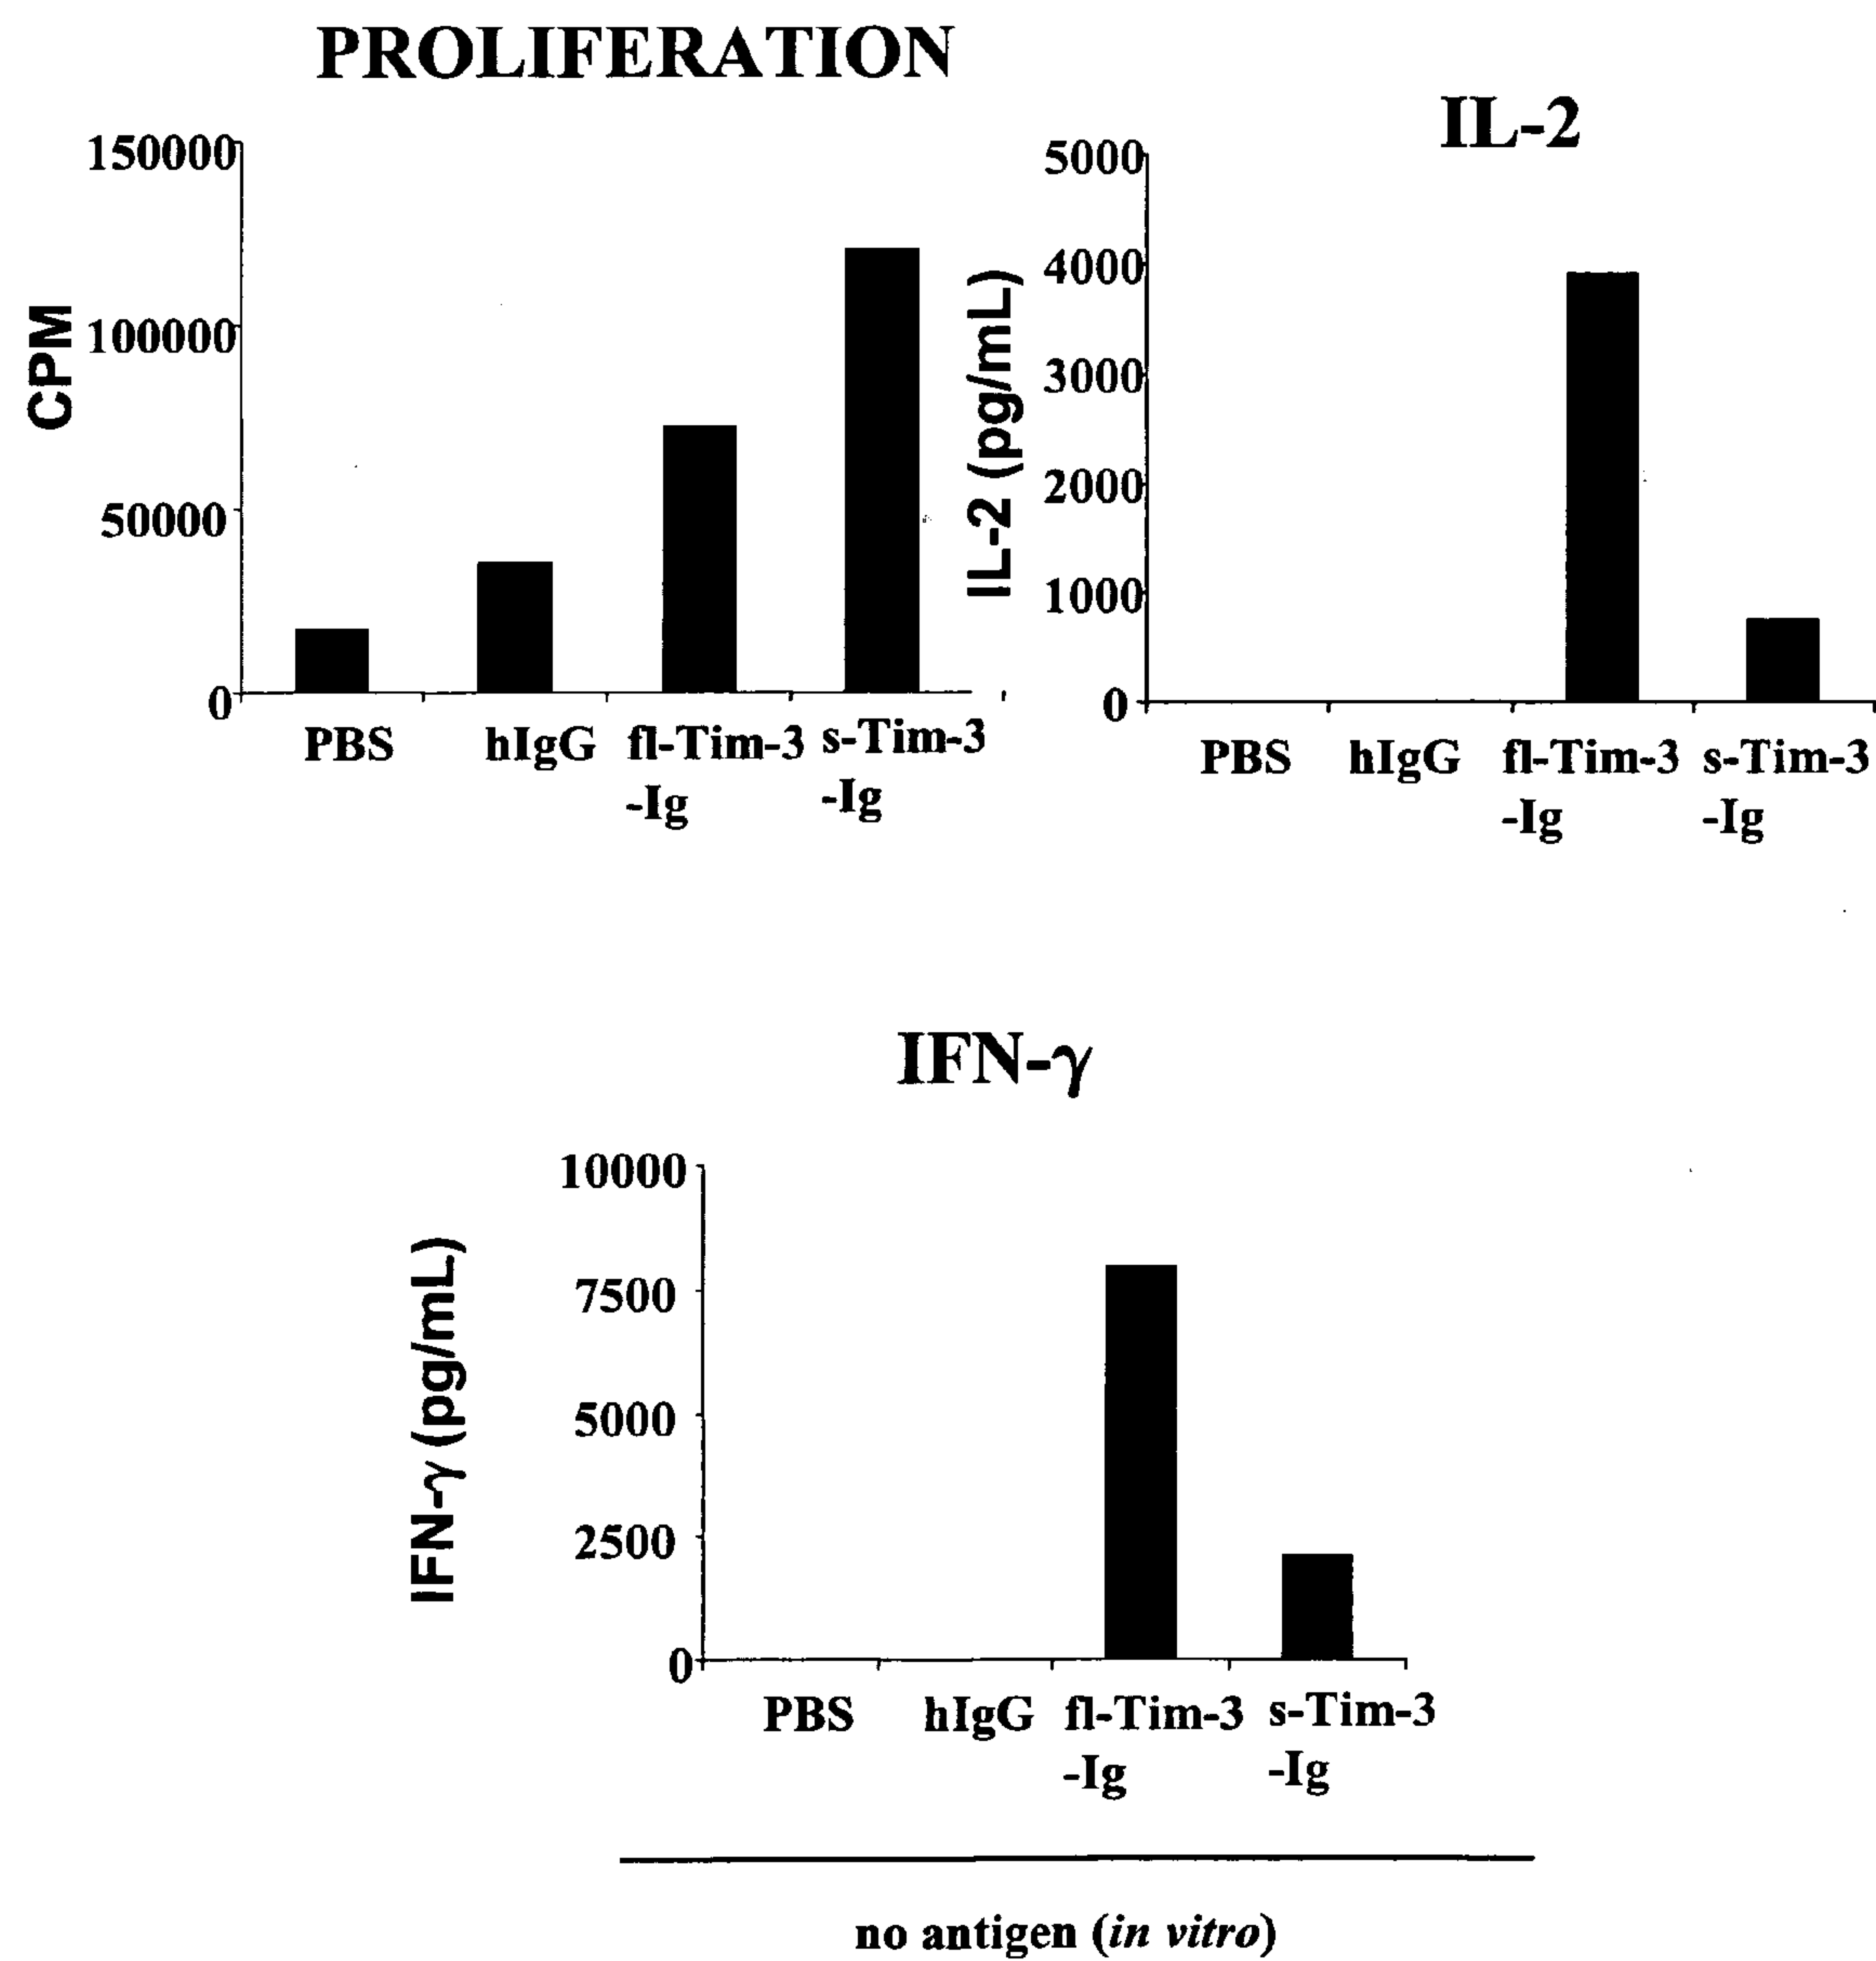 PROLIFERATION
150000
100000
50000
0
CPM
PBS hIgG fl-Tim-3 s-Tim-3
-Ig -Ig
IL-2
5000
4000
3000
2000
1000
0
IL-2 (pg/mL)
PBS hIgG fl-Tim-3 s-Tim-3
-Ig -Ig
IFN-γ
10000
7500
5000
2500
0
IFN-γ (pg/mL)
PBS hIgG fl-Tim-3 s-Tim-3
-Ig -Ig
no antigen (in vitro)